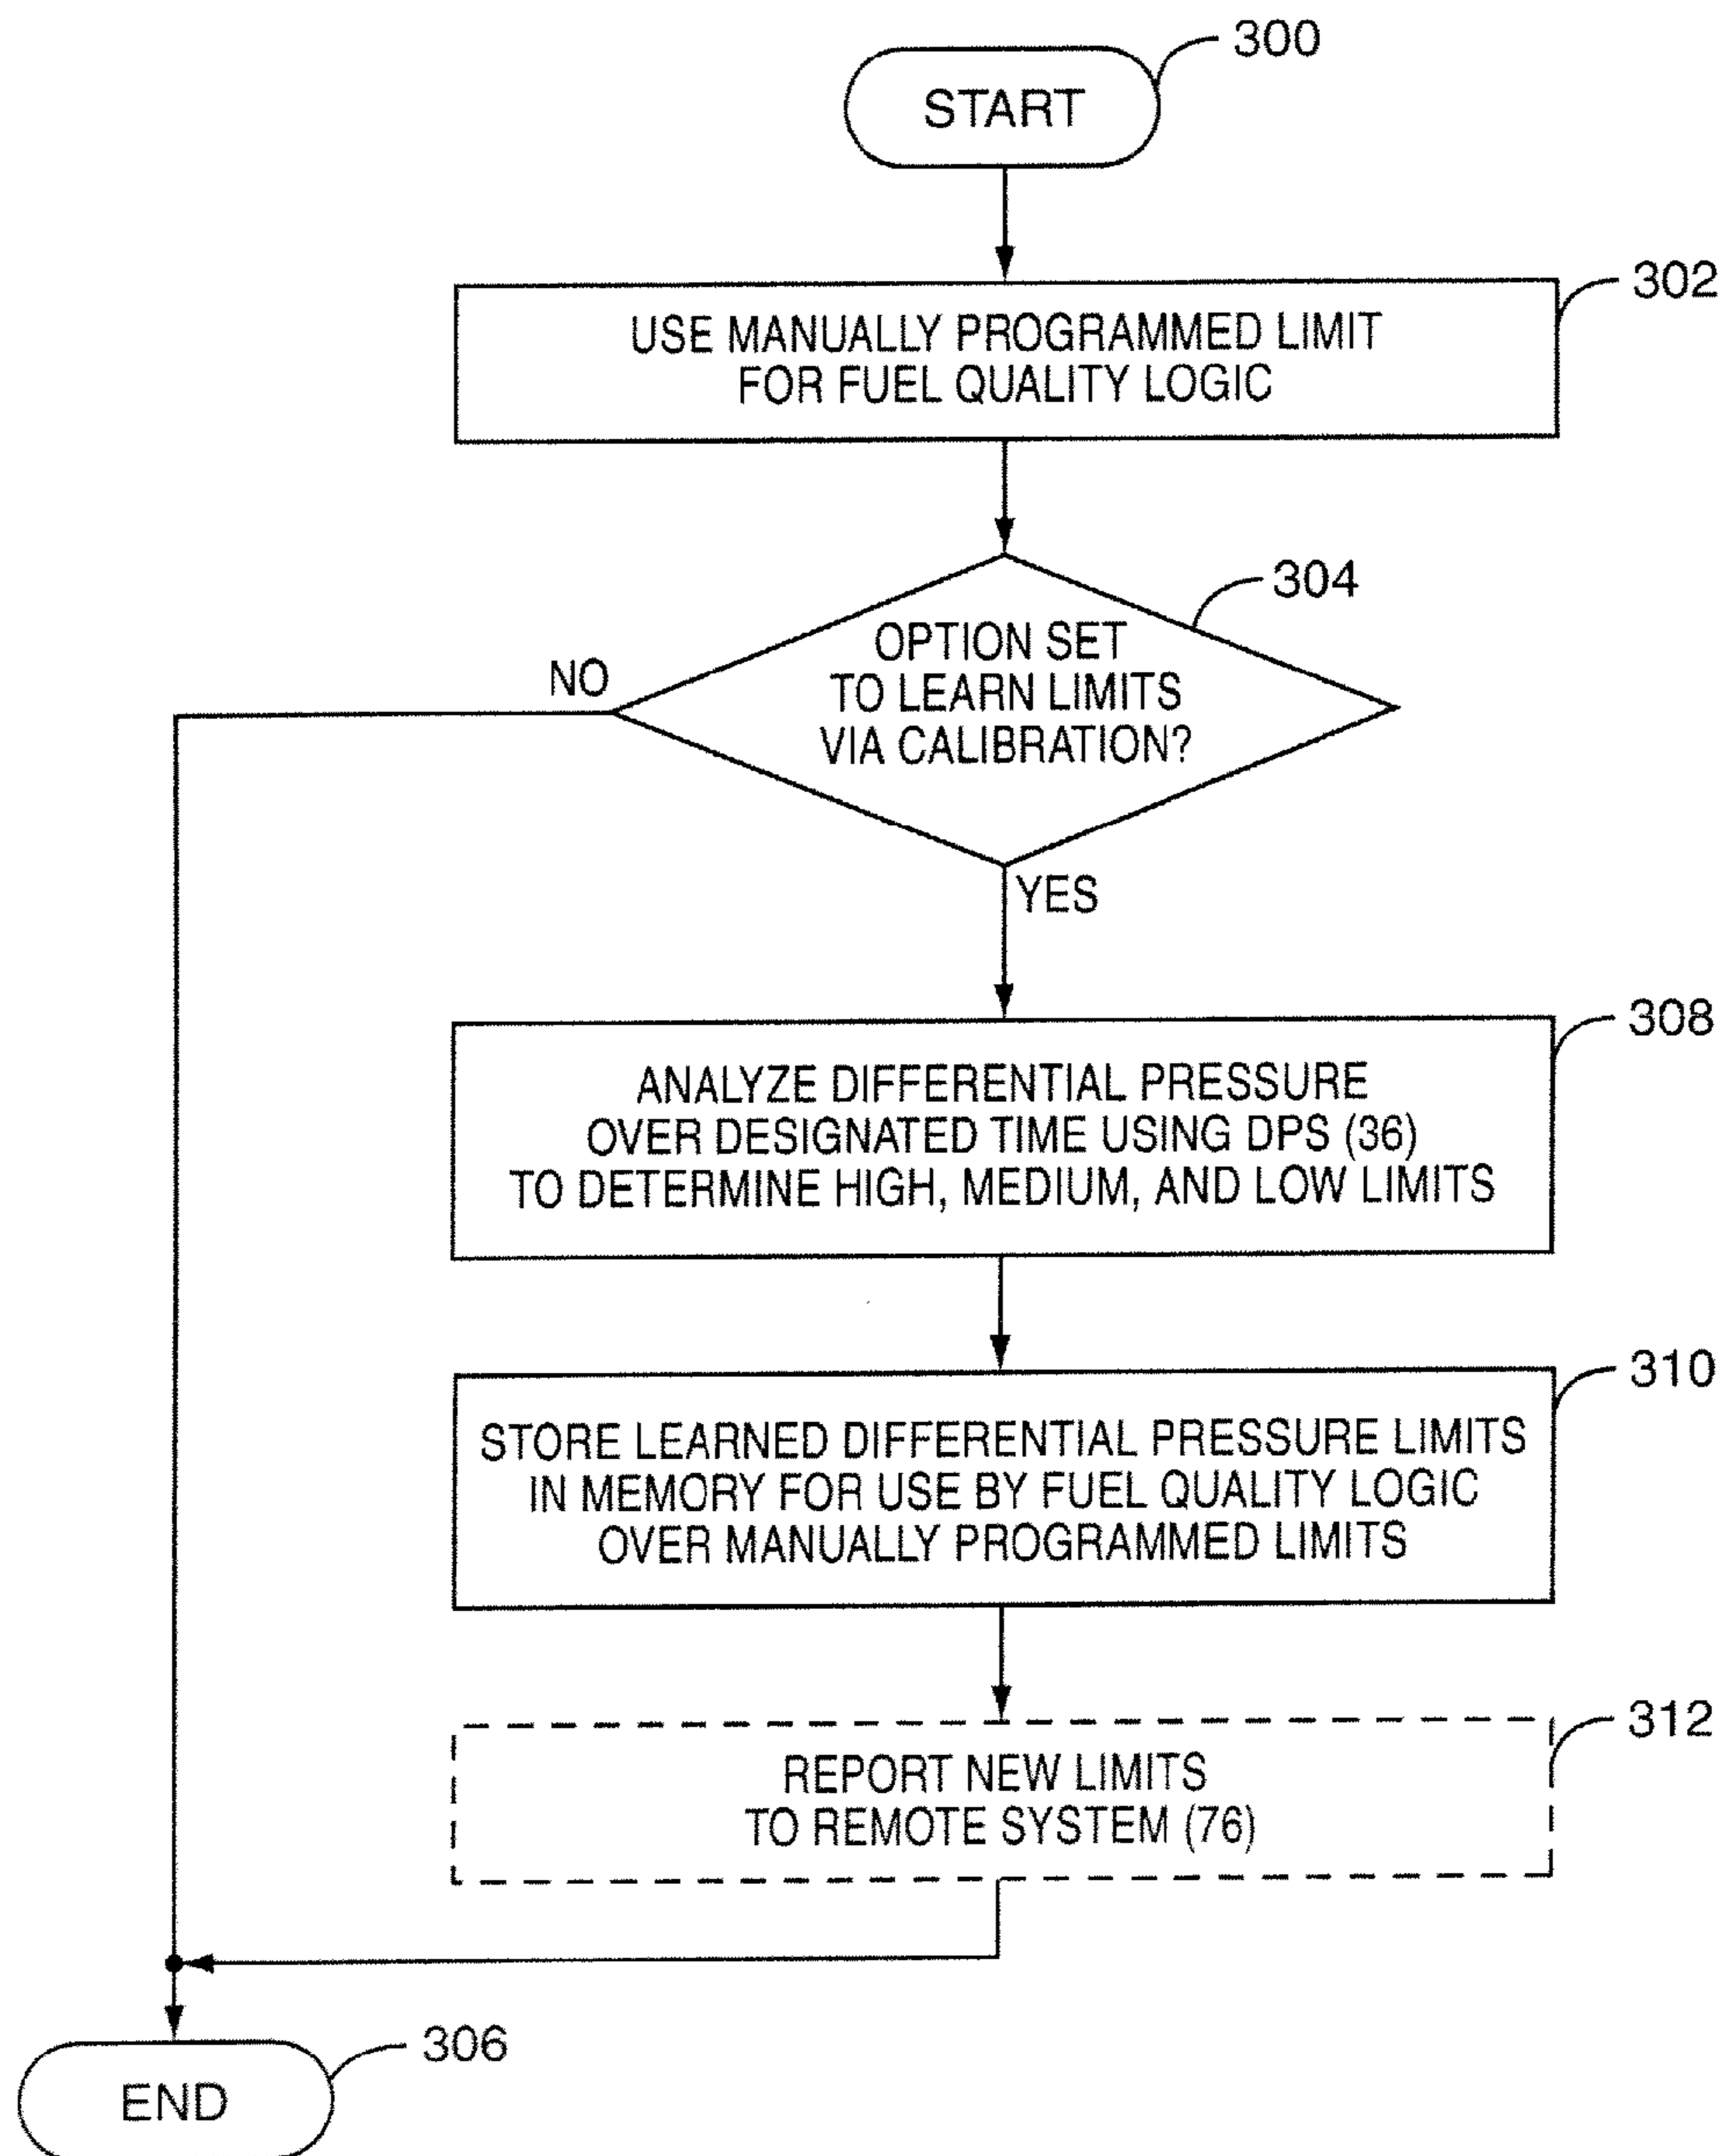 300
START
302
USE MANUALLY PROGRAMMED LIMIT
FOR FUEL QUALITY LOGIC
304
OPTION SET
TO LEARN LIMITS
VIA CALIBRATION?
NO
YES
308
ANALYZE DIFFERENTIAL PRESSURE
OVER DESIGNATED TIME USING DPS (36)
TO DETERMINE HIGH, MEDIUM, AND LOW LIMITS
310
STORE LEARNED DIFFERENTIAL PRESSURE LIMITS
IN MEMORY FOR USE BY FUEL QUALITY LOGIC
OVER MANUALLY PROGRAMMED LIMITS
312
REPORT NEW LIMITS
TO REMOTE SYSTEM (76)
306
END